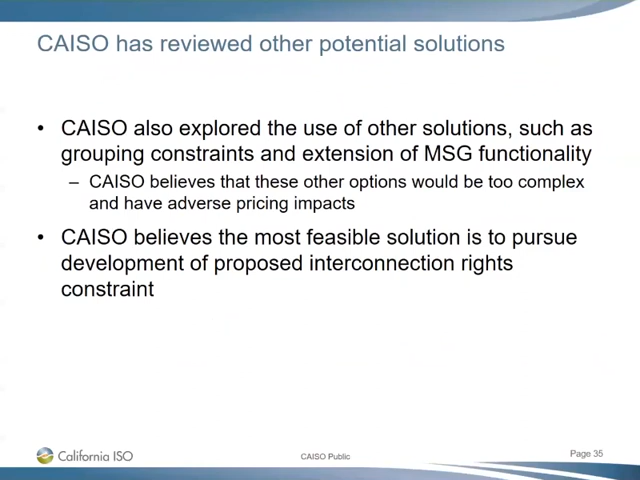 CAISO has reviewed other potential solutions
• CAISO also explored the use of other solutions, such as
grouping constraints and extension of MSG functionality
– CAISO believes that these other options would be too complex
and have adverse pricing impacts
• CAISO believes the most feasible solution is to pursue
development of proposed interconnection rights
constraint
California ISO
CAISO Public
Page 35